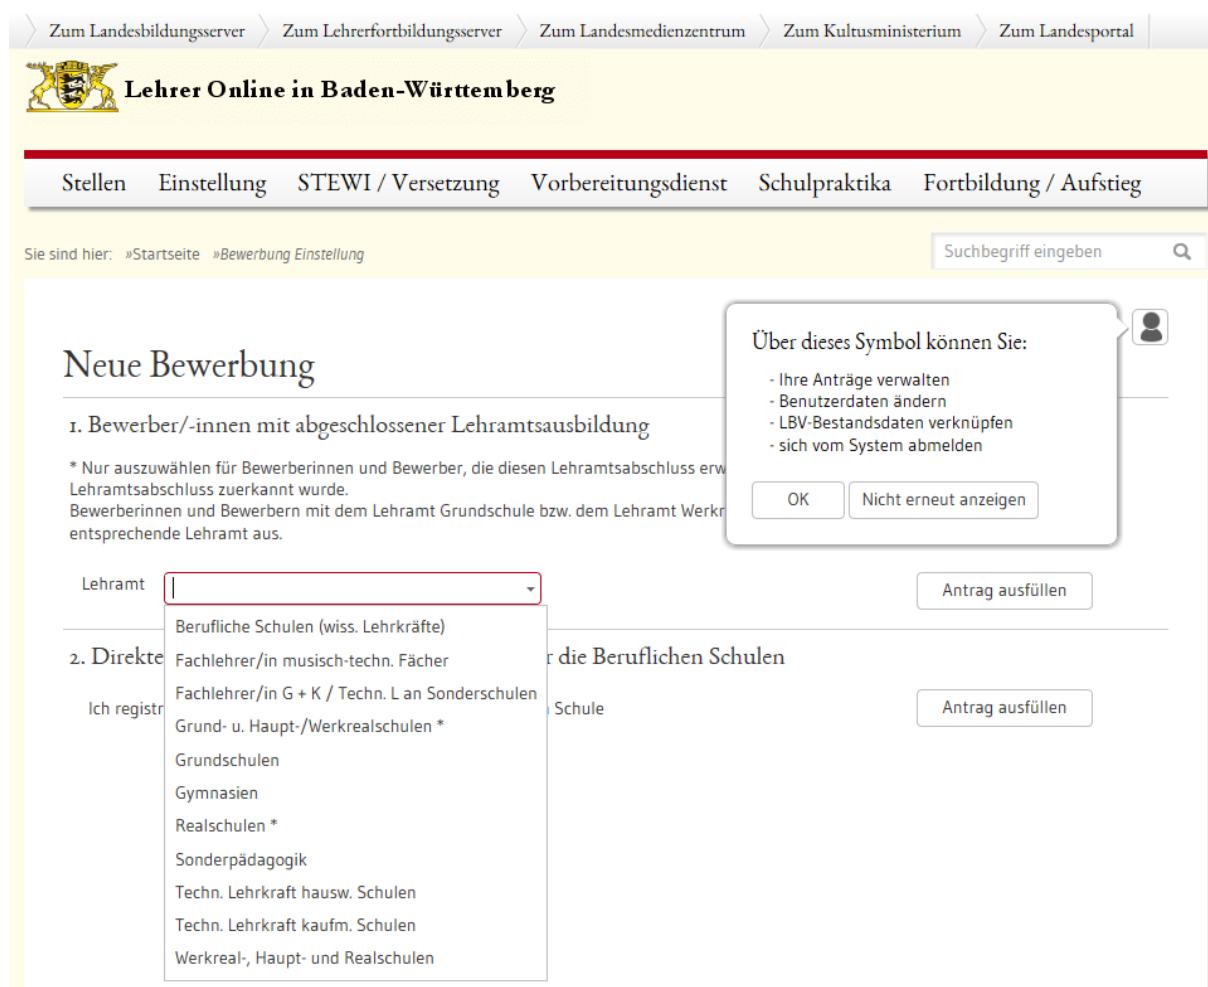 Zum Landesbildungsserver Zum Lehrerfortbildungsserver Zum Landesmedienzentrum Zum Kultusministerium Zum Landesportal
Lehrer Online in Baden-Württemberg
Stellen Einstellung STEWI / Versetzung Vorbereitungsdienst Schulpraktika Fortbildung / Aufstieg
Sie sind hier: »Startseite »Bewerbung Einstellung
Suchbegriff eingeben
Über dieses Symbol können Sie:
- Ihre Anträge verwalten
- Benutzerdaten ändern
- LBV-Bestandsdaten verknüpfen
- sich vom System abmelden
OK Nicht erneut anzeigen
Neue Bewerbung
1. Bewerber/-innen mit abgeschlossener Lehramtsausbildung
* Nur auszuwählen für Bewerberinnen und Bewerber, die diesen Lehramtsabschluss erw
Lehramtsabschluss zuerkannt wurde.
Bewerberinnen und Bewerbern mit dem Lehramt Grundschule bzw. dem Lehramt Werkr
entsprechende Lehramt aus.
Lehramt
Antrag ausfüllen
Berufliche Schulen (wiss. Lehrkräfte)
Fachlehrer/in musisch-techn. Fächer
Fachlehrer/in G + K / Techn. L an Sonderschulen
Grund- u. Haupt-/Werkrealschulen *
Grundschulen
Gymnasien
Realschulen *
Sonderpädagogik
Techn. Lehrkraft hausw. Schulen
Techn. Lehrkraft kaufm. Schulen
Werkreal-, Haupt- und Realschulen
2. Direkte r die Beruflichen Schulen
Ich registr Schule
Antrag ausfüllen